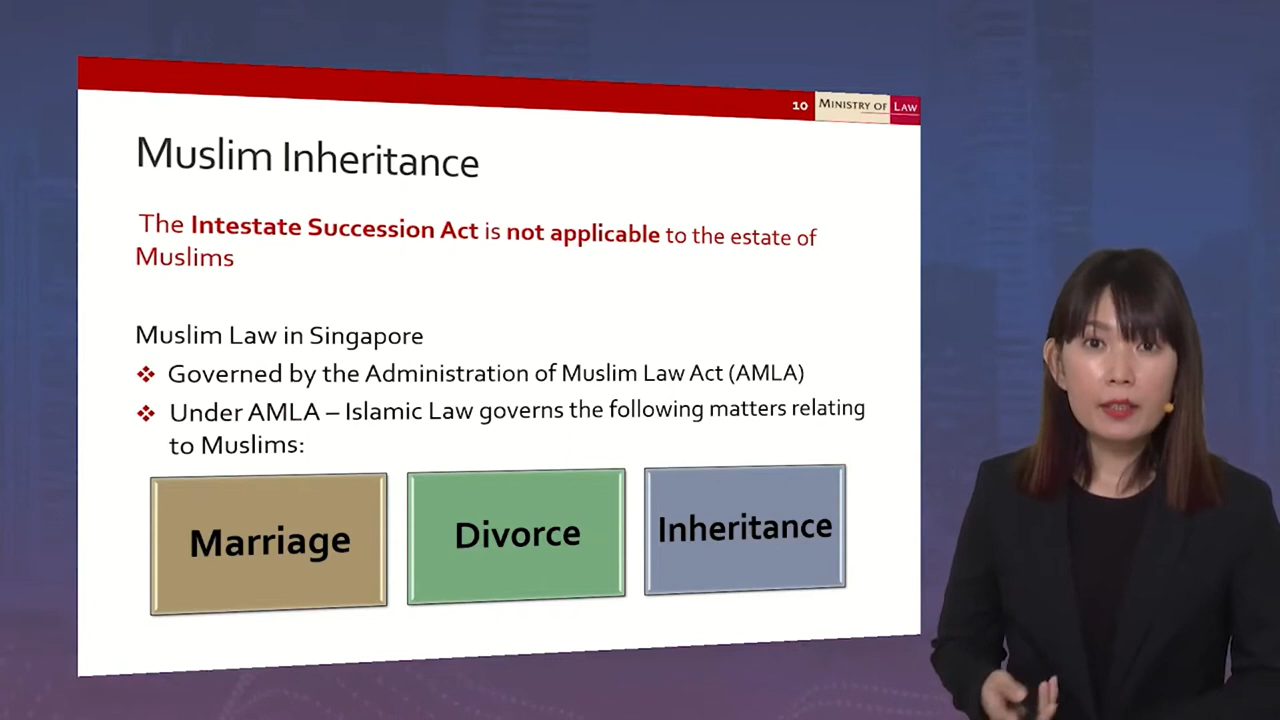 10 MINISTRY OF LAW
Muslim Inheritance
The Intestate Succession Act is not applicable to the estate of
Muslims
Muslim Law in Singapore
❖ Governed by the Administration of Muslim Law Act (AMLA)
❖ Under AMLA – Islamic Law governs the following matters relating
to Muslims:
Marriage
Divorce
Inheritance